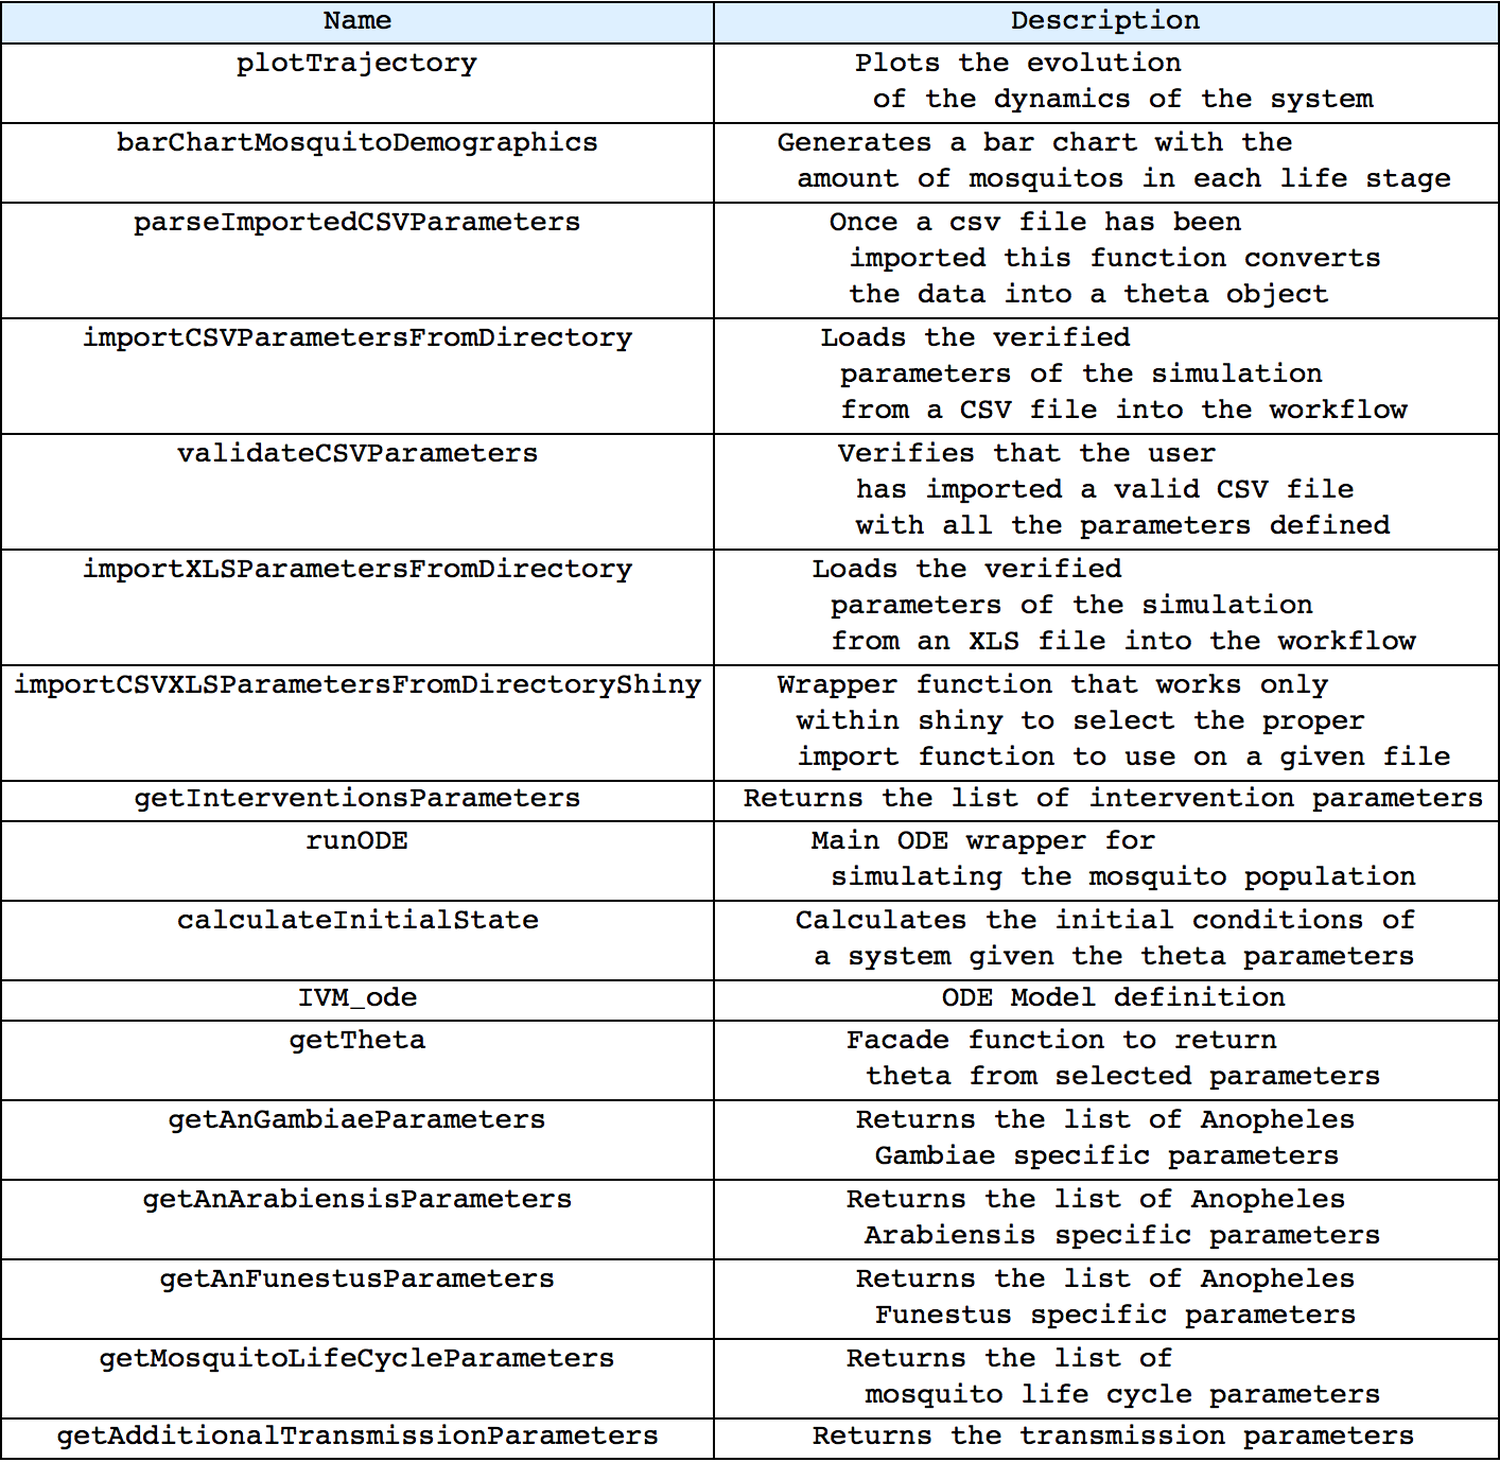 Name Description
plotTrajectory Plots the evolution
of the dynamics of the system
barChartMosquitoDemographics Generates a bar chart with the
amount of mosquitos in each life stage
parseImportedCSVParameters Once a csv file has been
imported this function converts
the data into a theta object
importCSVParametersFromDirectory Loads the verified
parameters of the simulation
from a CSV file into the workflow
validateCSVParameters Verifies that the user
has imported a valid CSV file
with all the parameters defined
importXLSParametersFromDirectory Loads the verified
parameters of the simulation
from an XLS file into the workflow
importCSVXLSParametersFromDirectoryShiny Wrapper function that works only
within shiny to select the proper
import function to use on a given file
getInterventionsParameters Returns the list of intervention parameters
runODE Main ODE wrapper for
simulating the mosquito population
calculateInitialState Calculates the initial conditions of
a system given the theta parameters
IVM_ode ODE Model definition
getTheta Facade function to return
theta from selected parameters
getAnGambiaeParameters Returns the list of Anopheles
Gambiae specific parameters
getAnArabiensisParameters Returns the list of Anopheles
Arabiensis specific parameters
getAnFunestusParameters Returns the list of Anopheles
Funestus specific parameters
getMosquitoLifeCycleParameters Returns the list of
mosquito life cycle parameters
getAdditionalTransmissionParameters Returns the transmission parameters